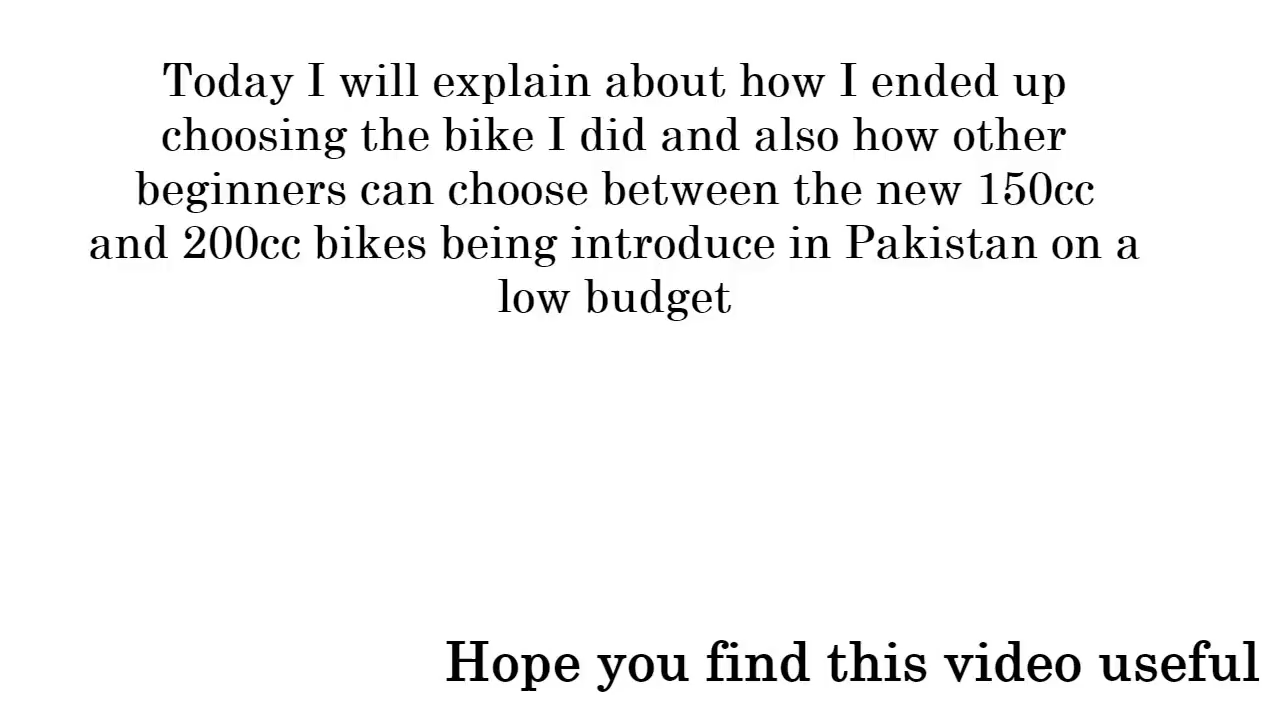 Today I will explain about how I ended up
choosing the bike I did and also how other
beginners can choose between the new 150cc
and 200cc bikes being introduce in Pakistan on a
low budget
Hope you find this video useful